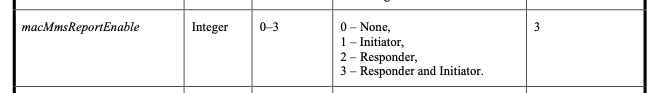 macMmsReportEnable Integer 0–3 0 – None, 3
1 – Initiator,
2 – Responder,
3 – Responder and Initiator.